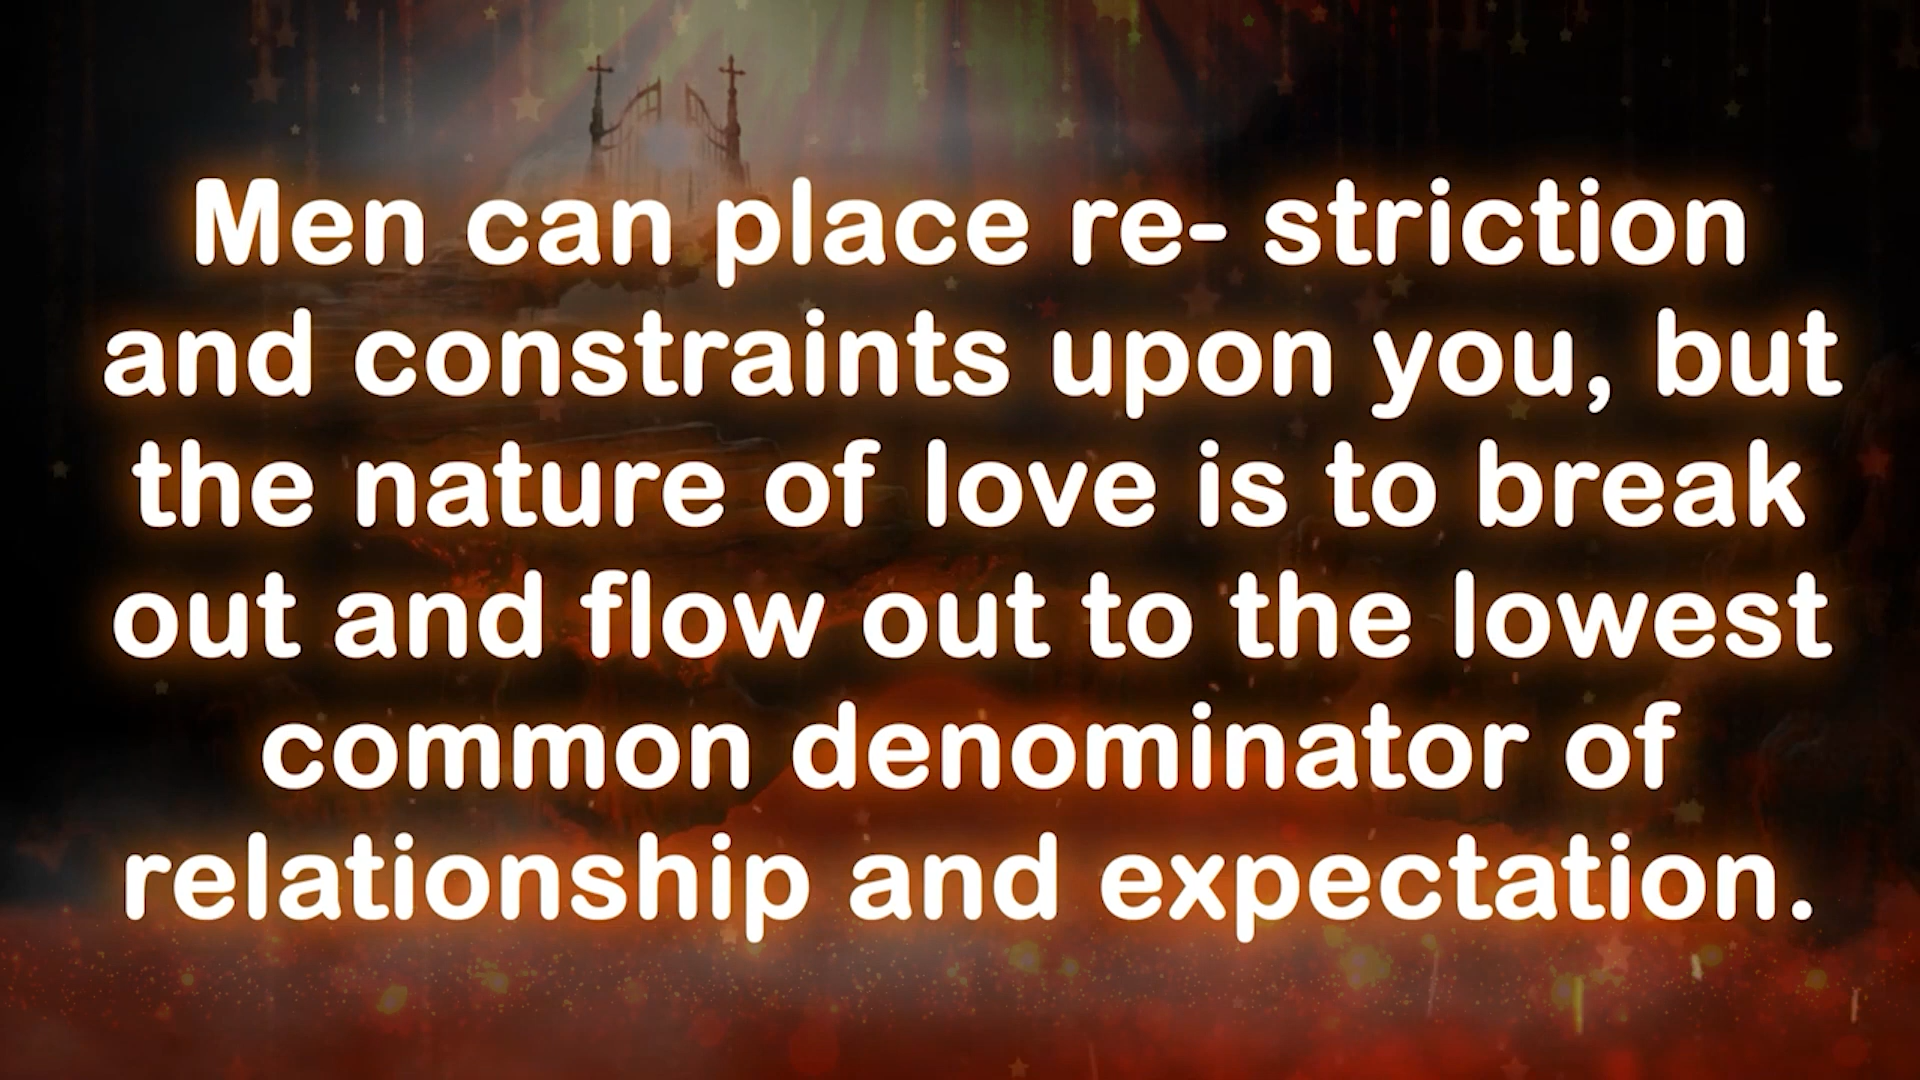 Men can place re- striction
and constraints upon you, but
the nature of love is to break
out and flow out to the lowest
common denominator of
relationship and expectation.